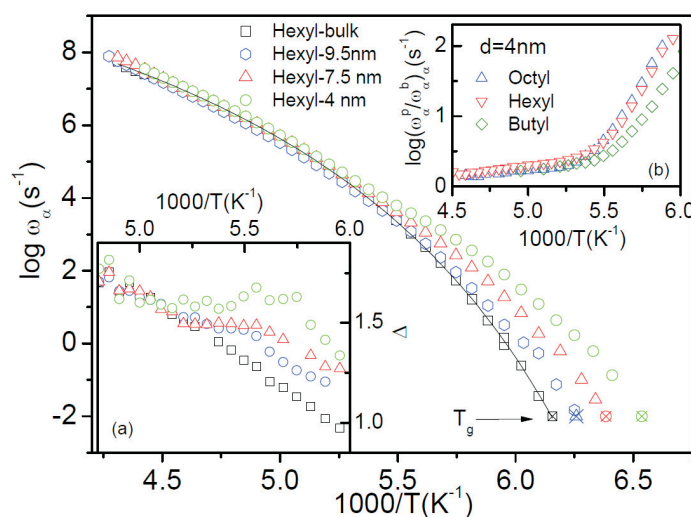 Hexyl-bulk
Hexyl-9.5nm
Hexyl-7.5 nm
Hexyl-4 nm
log ω_α(s⁻¹)
8
6
4
2
0
-2
4.5 5.0 5.5 6.0 6.5
1000/T(K⁻¹)
T_g
1000/T(K⁻¹)
5.0 5.5 6.0
1.5
1.0
Δ
(a)
log(ω_α^p/ω_α^b)(s⁻¹)
2
1
0
d=4nm
Octyl
Hexyl
Butyl
(b)
4.5 5.0 5.5 6.0
1000/T(K⁻¹)